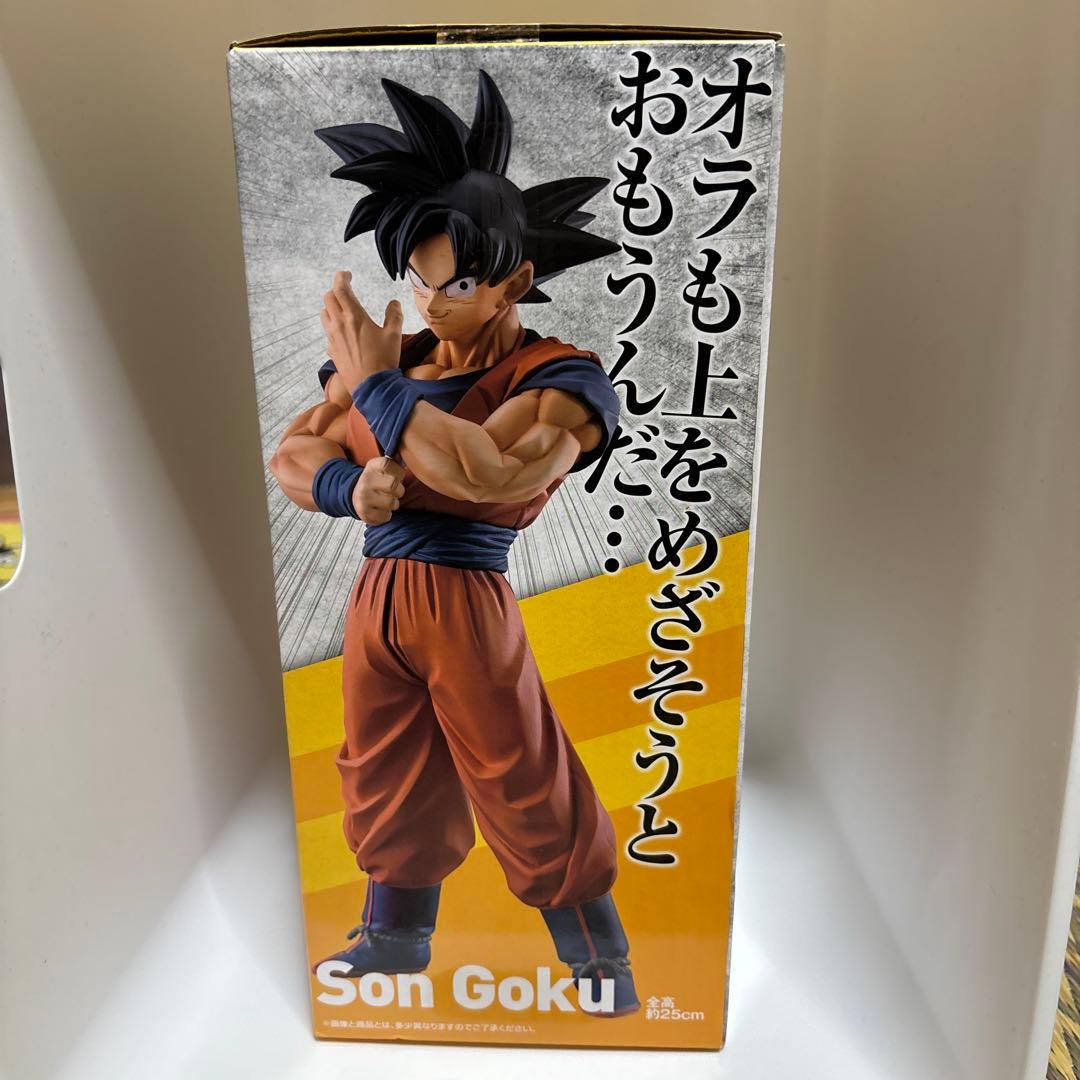 オラも上をめざそうと
おもうんだ…
Son Goku
全高
約25cm
※画像と商品とは、多少異なりますのでご了承ください。